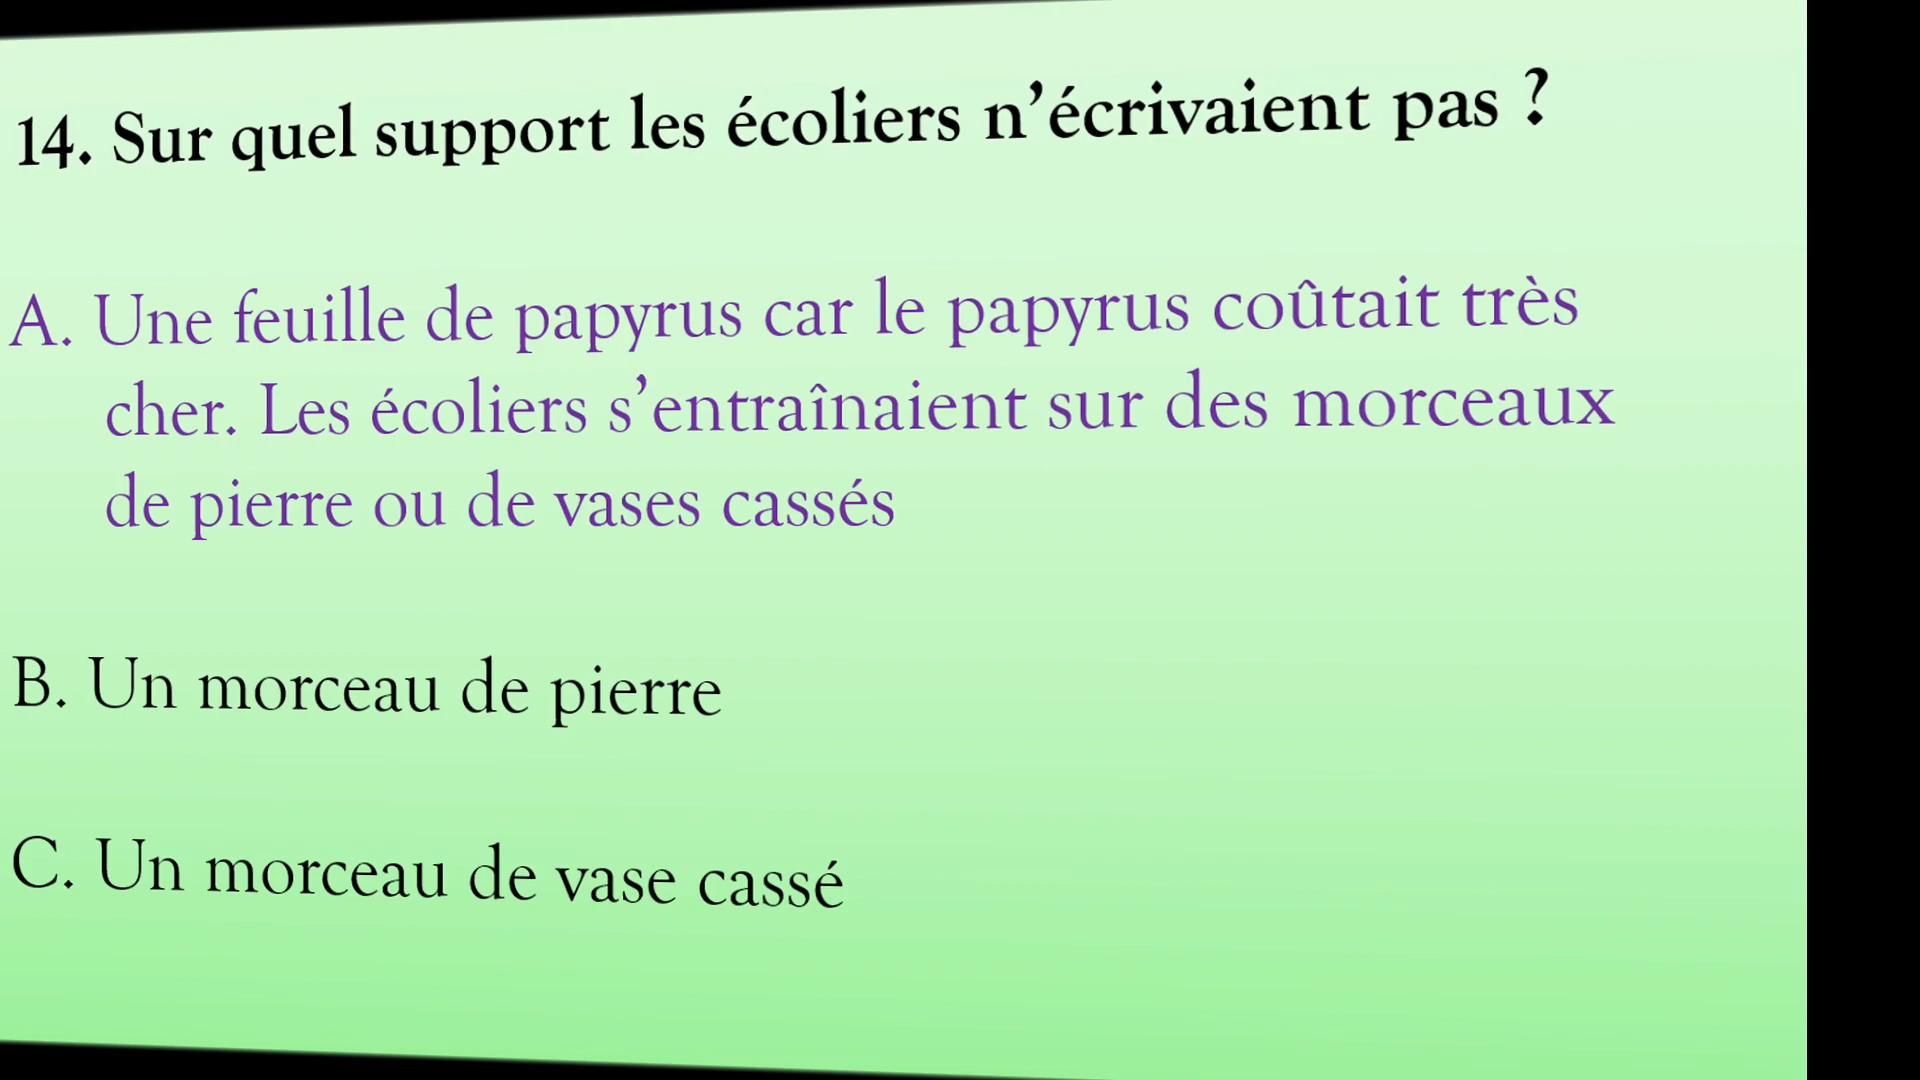 14. Sur quel support les écoliers n’écrivaient pas ?
A. Une feuille de papyrus car le papyrus coûtait très
cher. Les écoliers s’entraînaient sur des morceaux
de pierre ou de vases cassés
B. Un morceau de pierre
C. Un morceau de vase cassé